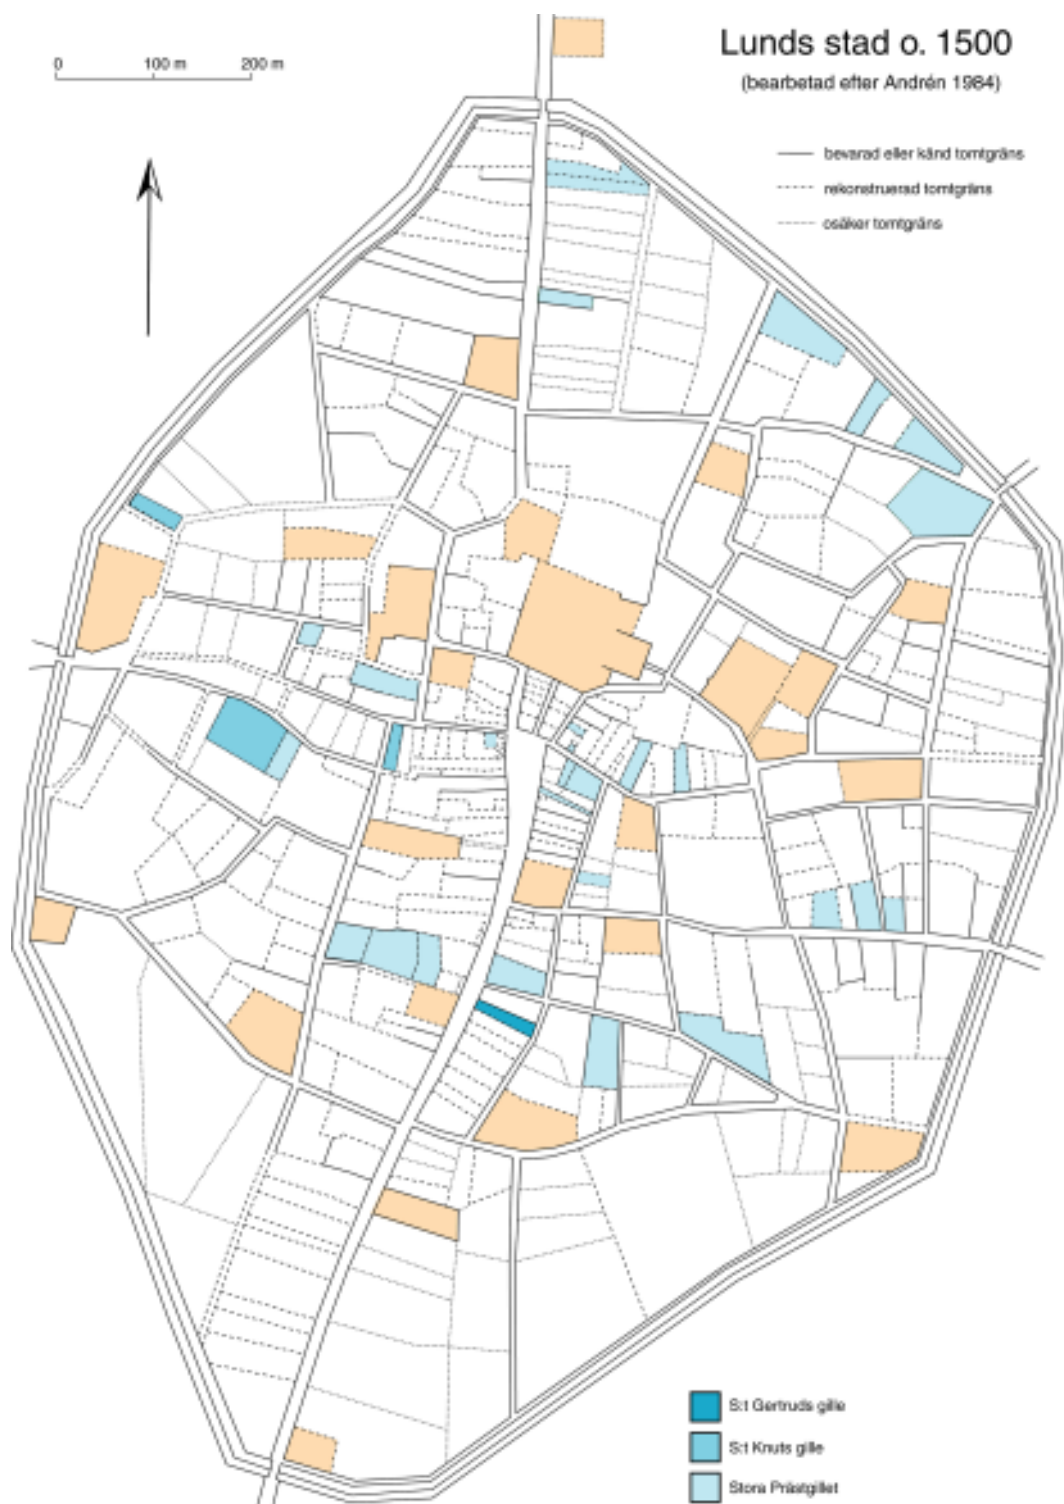 Lunds stad o. 1500
(bearbetad efter Andrén 1984)
0 100 m 200 m
bevarad eller känd tomtgräns
rekonstruerad tomtgräns
osäker tomtgräns
S:t Gertruds gille
S:t Knuts gille
Stora Prästgillet